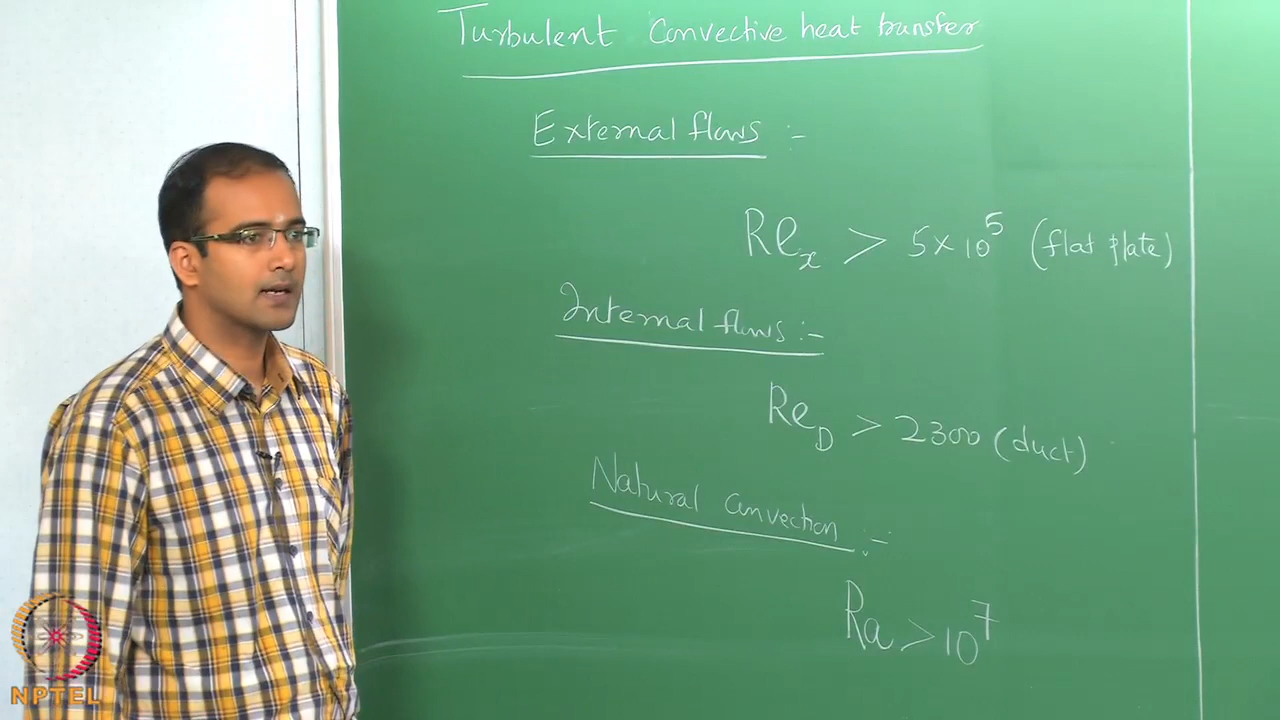 Turbulent Convective heat transfer
External flows :-
Re_x > 5×10^5 (flat plate)
Internal flows :-
Re_D > 2300 (duct)
Natural convection :-
Ra > 10^7
NPTEL